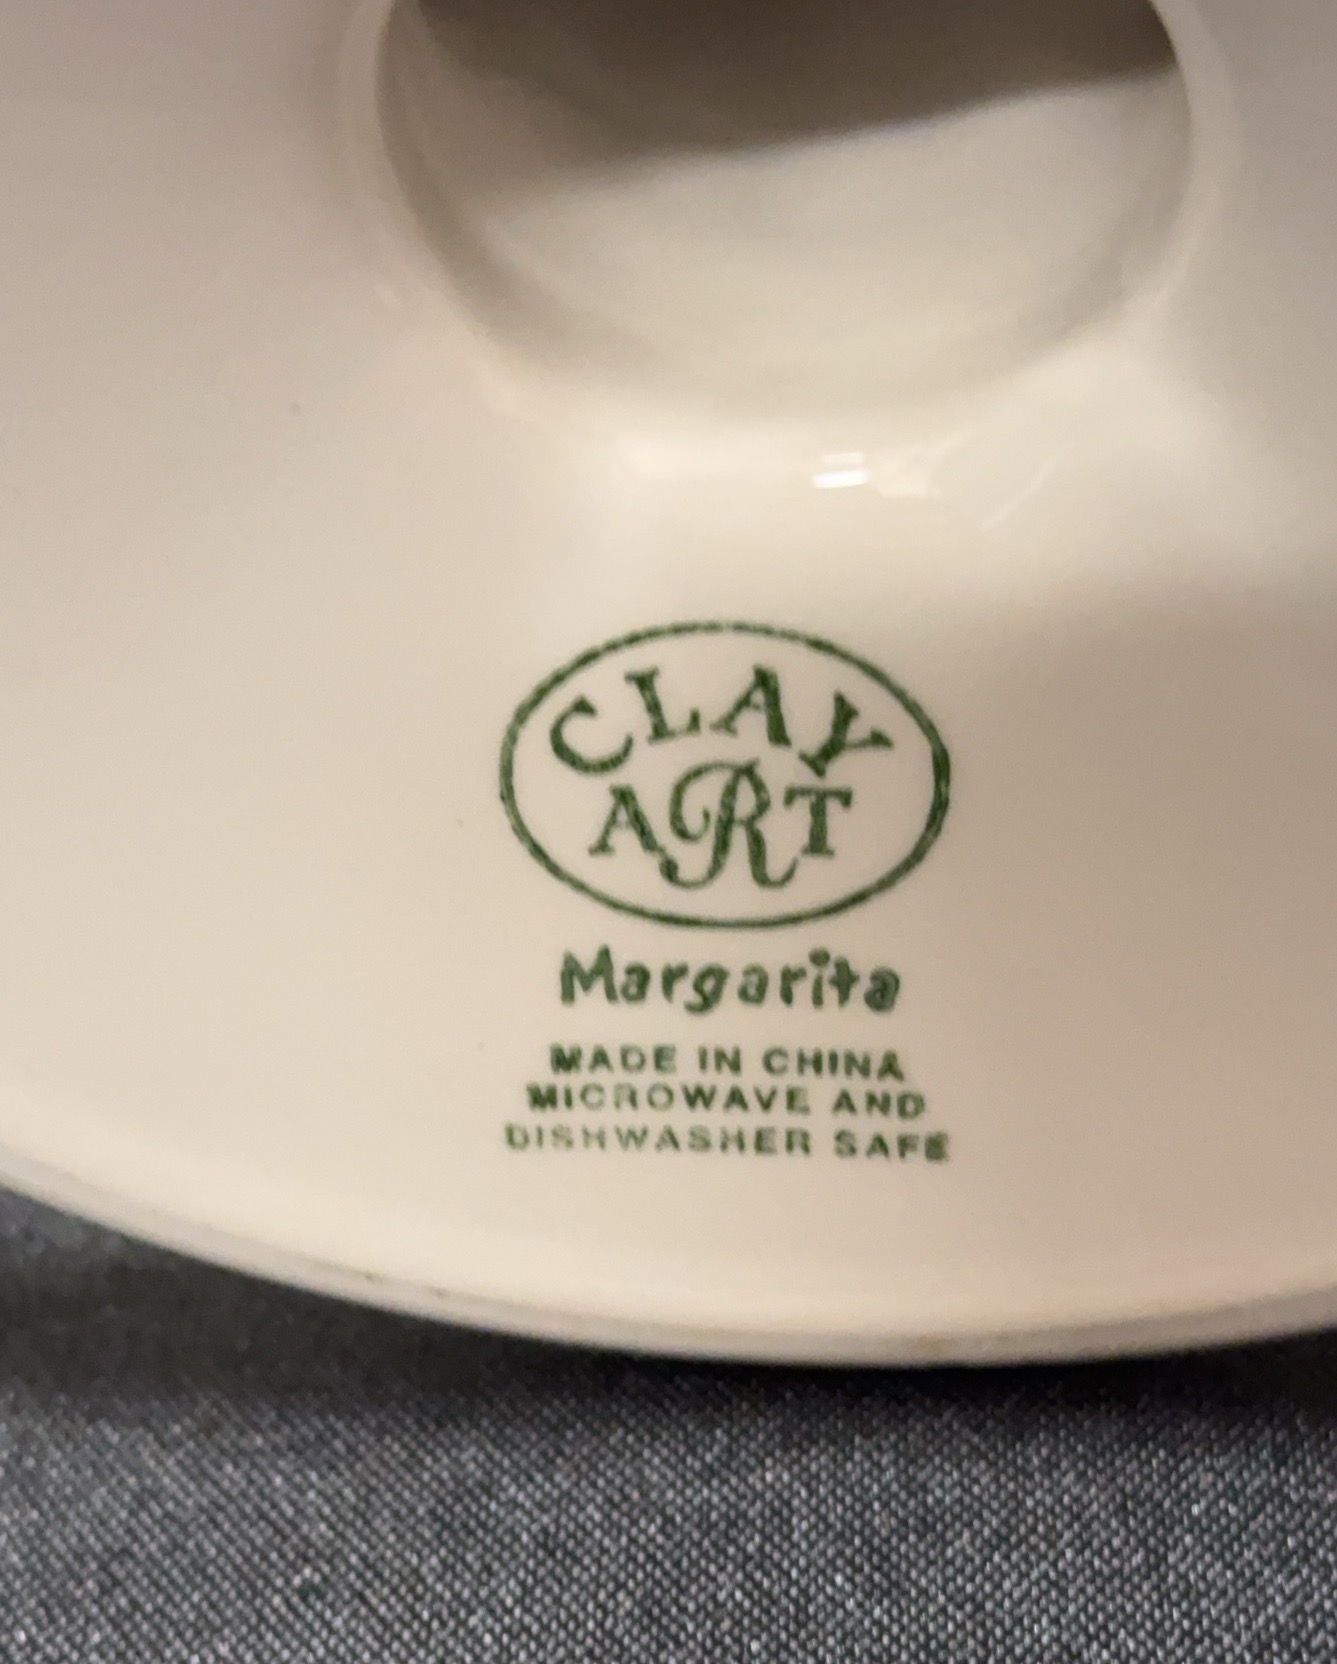 CLAY
ART
Margarita
MADE IN CHINA
MICROWAVE AND
DISHWASHER SAFE